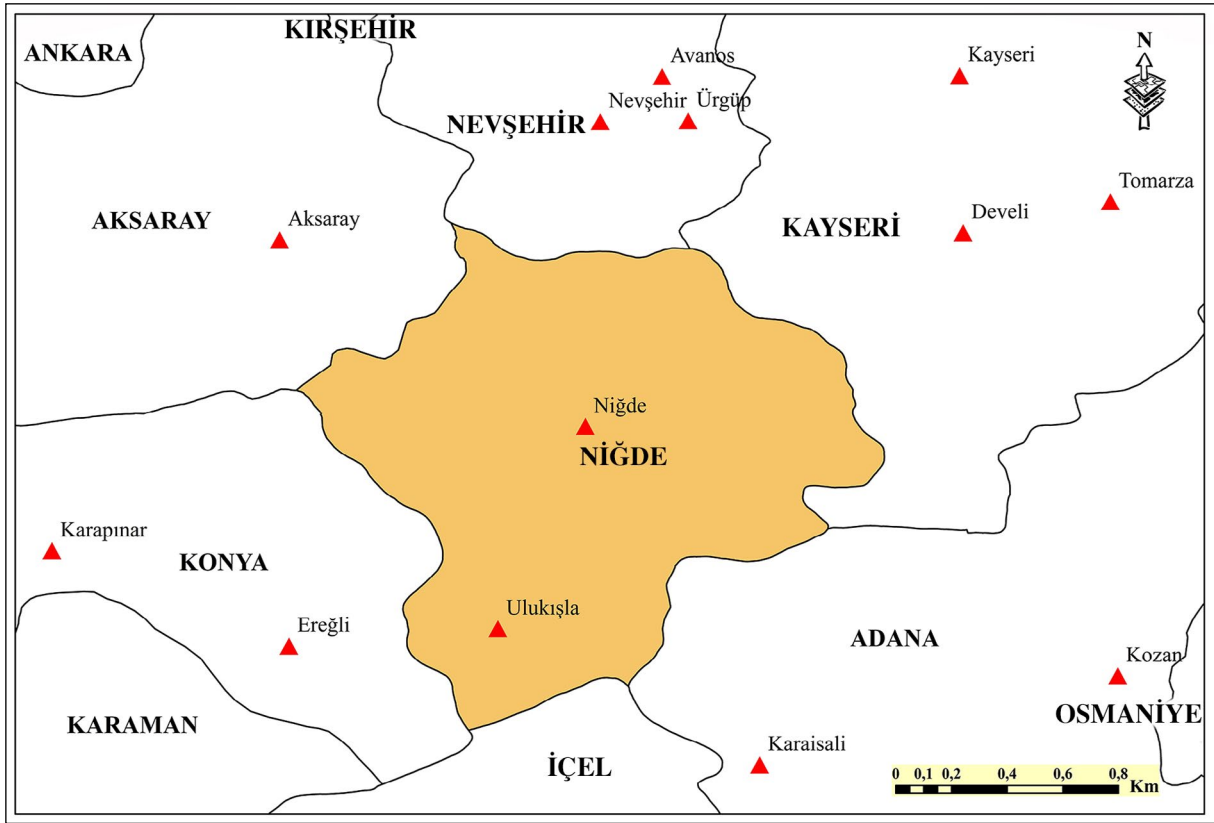 KIRŞEHİR
ANKARA
Avanos
Kayseri
N
Nevşehir
Ürgüp
NEVŞEHİR
Tomarza
AKSARAY
Aksaray
KAYSERİ
Develi
Niğde
NİĞDE
Karapınar
KONYA
Ulukışla
Ereğli
ADANA
Kozan
OSMANİYE
KARAMAN
İÇEL
Karaisali
0 0,1 0,2 0,4 0,6 0,8
Km